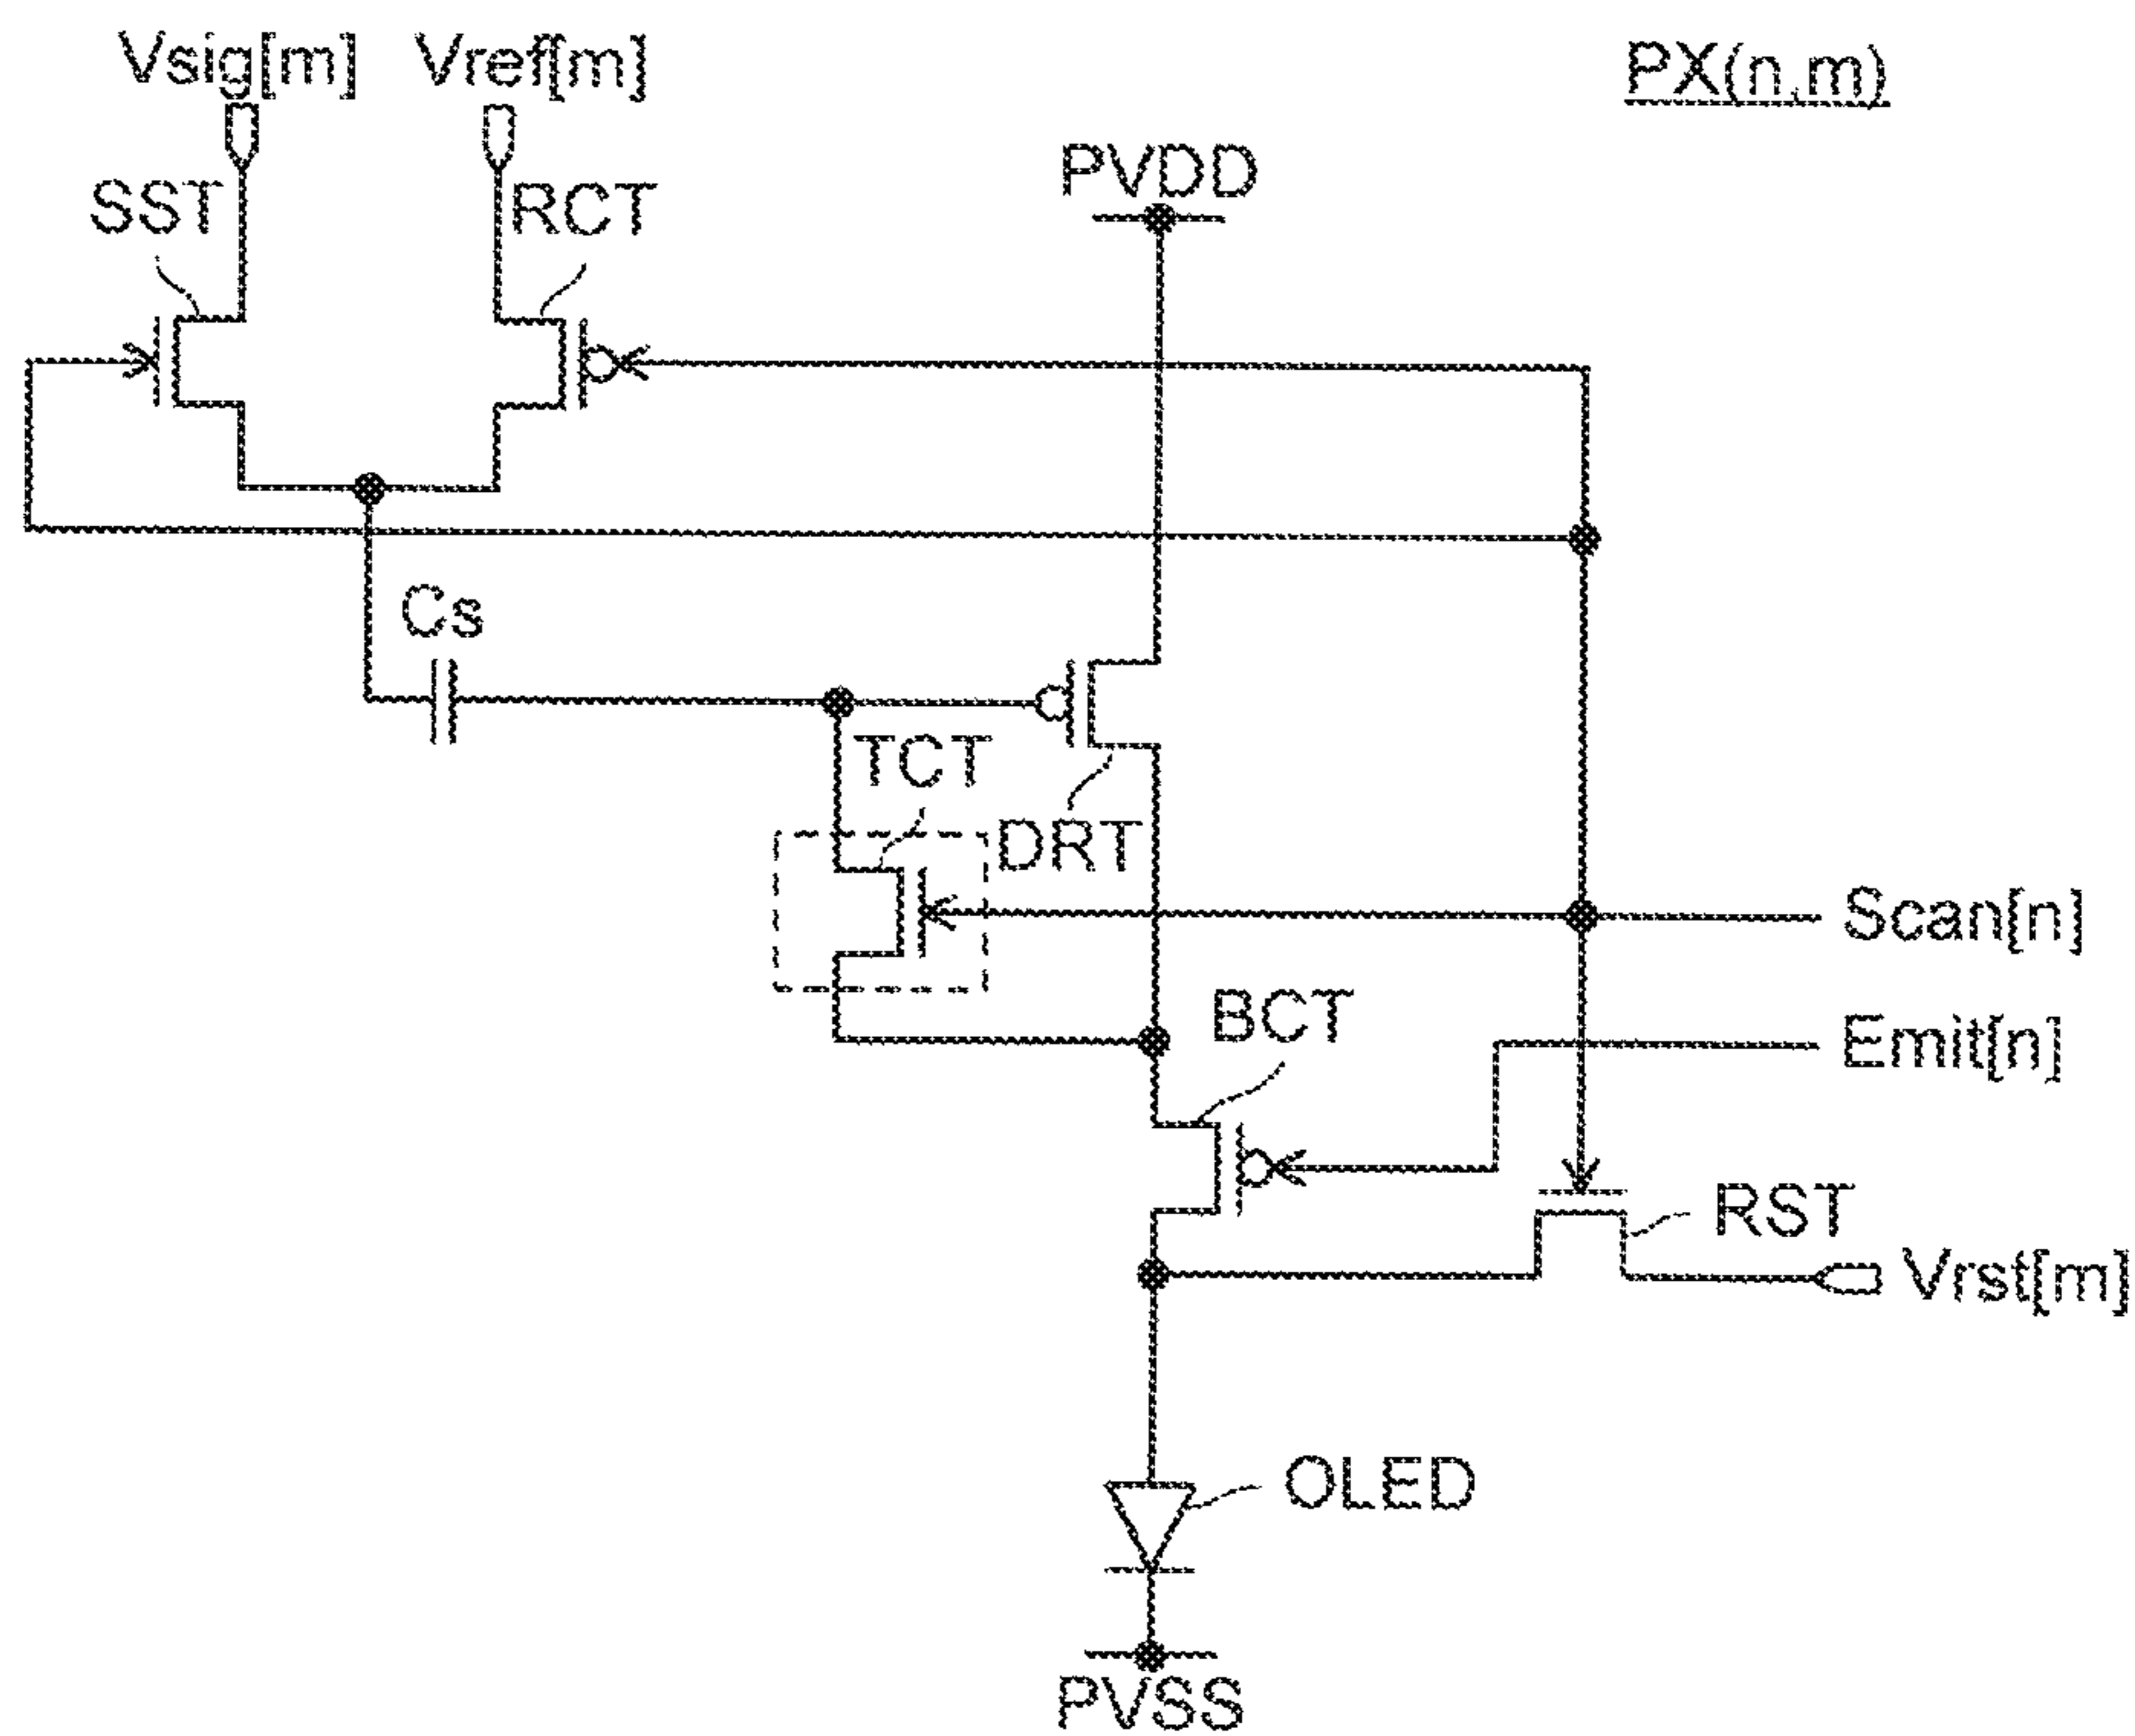 Vsig[m]
Vref[m]
PX(n,m)
PVDD
SST
RCT
Cs
TCT
DRT
Scan[n]
BCT
Emit[n]
RST
Vrst[m]
OLED
PVSS